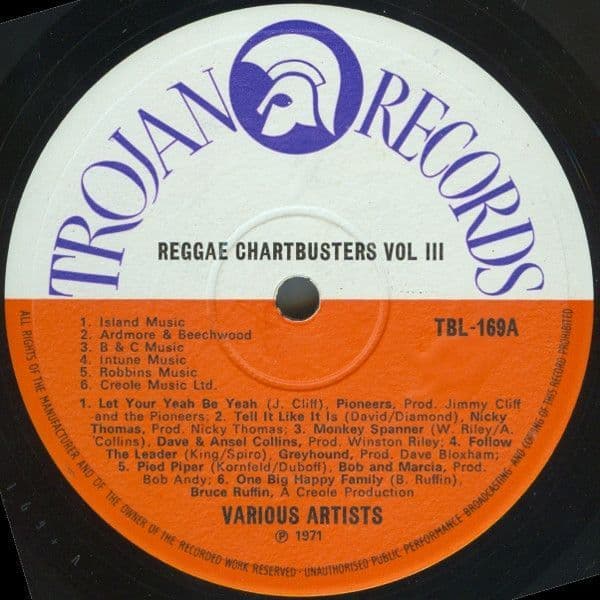 TROJAN RECORDS
REGGAE CHARTBUSTERS VOL III
TBL-169A
1. Island Music
2. Ardmore & Beechwood
3. B & C Music
4. Intune Music
5. Robbins Music
6. Creole Music Ltd.
1. Let Your Yeah Be Yeah (J. Cliff), Pioneers, Prod. Jimmy Cliff
and the Pioneers; 2. Tell It Like It Is (David/Diamond), Nicky
Thomas, Prod. Nicky Thomas; 3. Monkey Spanner (W. Riley/A.
Collins), Dave & Ansel Collins, Prod. Winston Riley; 4. Follow
The Leader (King/Spiro), Greyhound, Prod. Dave Bloxham;
5. Pied Piper (Kornfeld/Duboff), Bob and Marcia, Prod.
Bob Andy; 6. One Big Happy Family (B. Ruffin),
Bruce Ruffin, A Creole Production
VARIOUS ARTISTS
℗ 1971
ALL RIGHTS OF THE MANUFACTURER AND OF THE OWNER OF THE RECORDED WORK RESERVED - UNAUTHORISED PUBLIC PERFORMANCE BROADCASTING AND COPYING OF THIS RECORD PROHIBITED